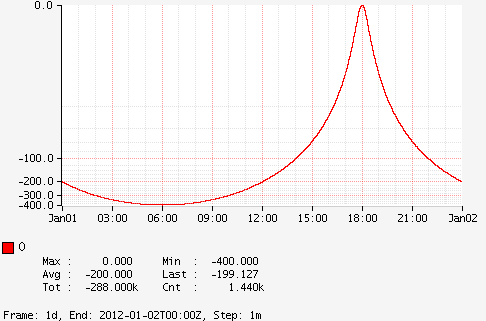 0.0
-100.0
-200.0
-300.0
-400.0
Jan01 03:00 06:00 09:00 12:00 15:00 18:00 21:00 Jan02
0
Max : 0.000 Min : -400.000
Avg : -200.000 Last : -199.127
Tot : -288.000k Cnt : 1.440k
Frame: 1d, End: 2012-01-02T00:00Z, Step: 1m